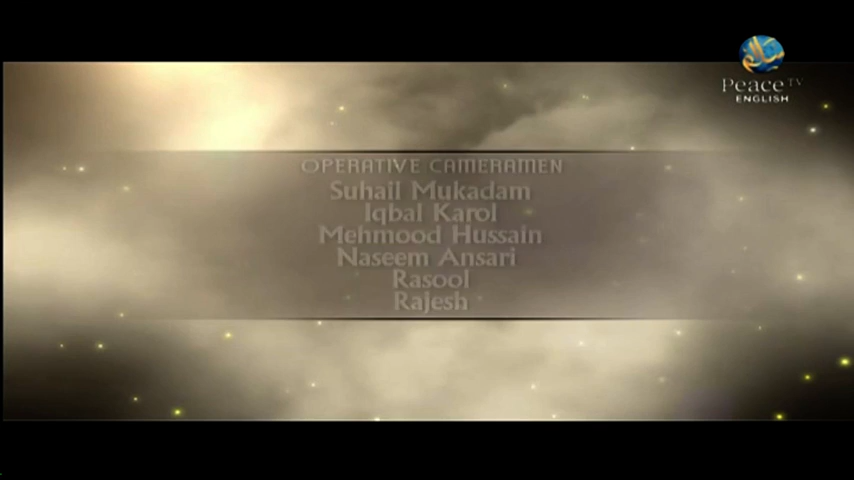 Peace TV
ENGLISH
OPERATIVE CAMERAMEN
Suhail Mukadam
Iqbal Karol
Mehmood Hussain
Naseem Ansari
Rasool
Rajesh